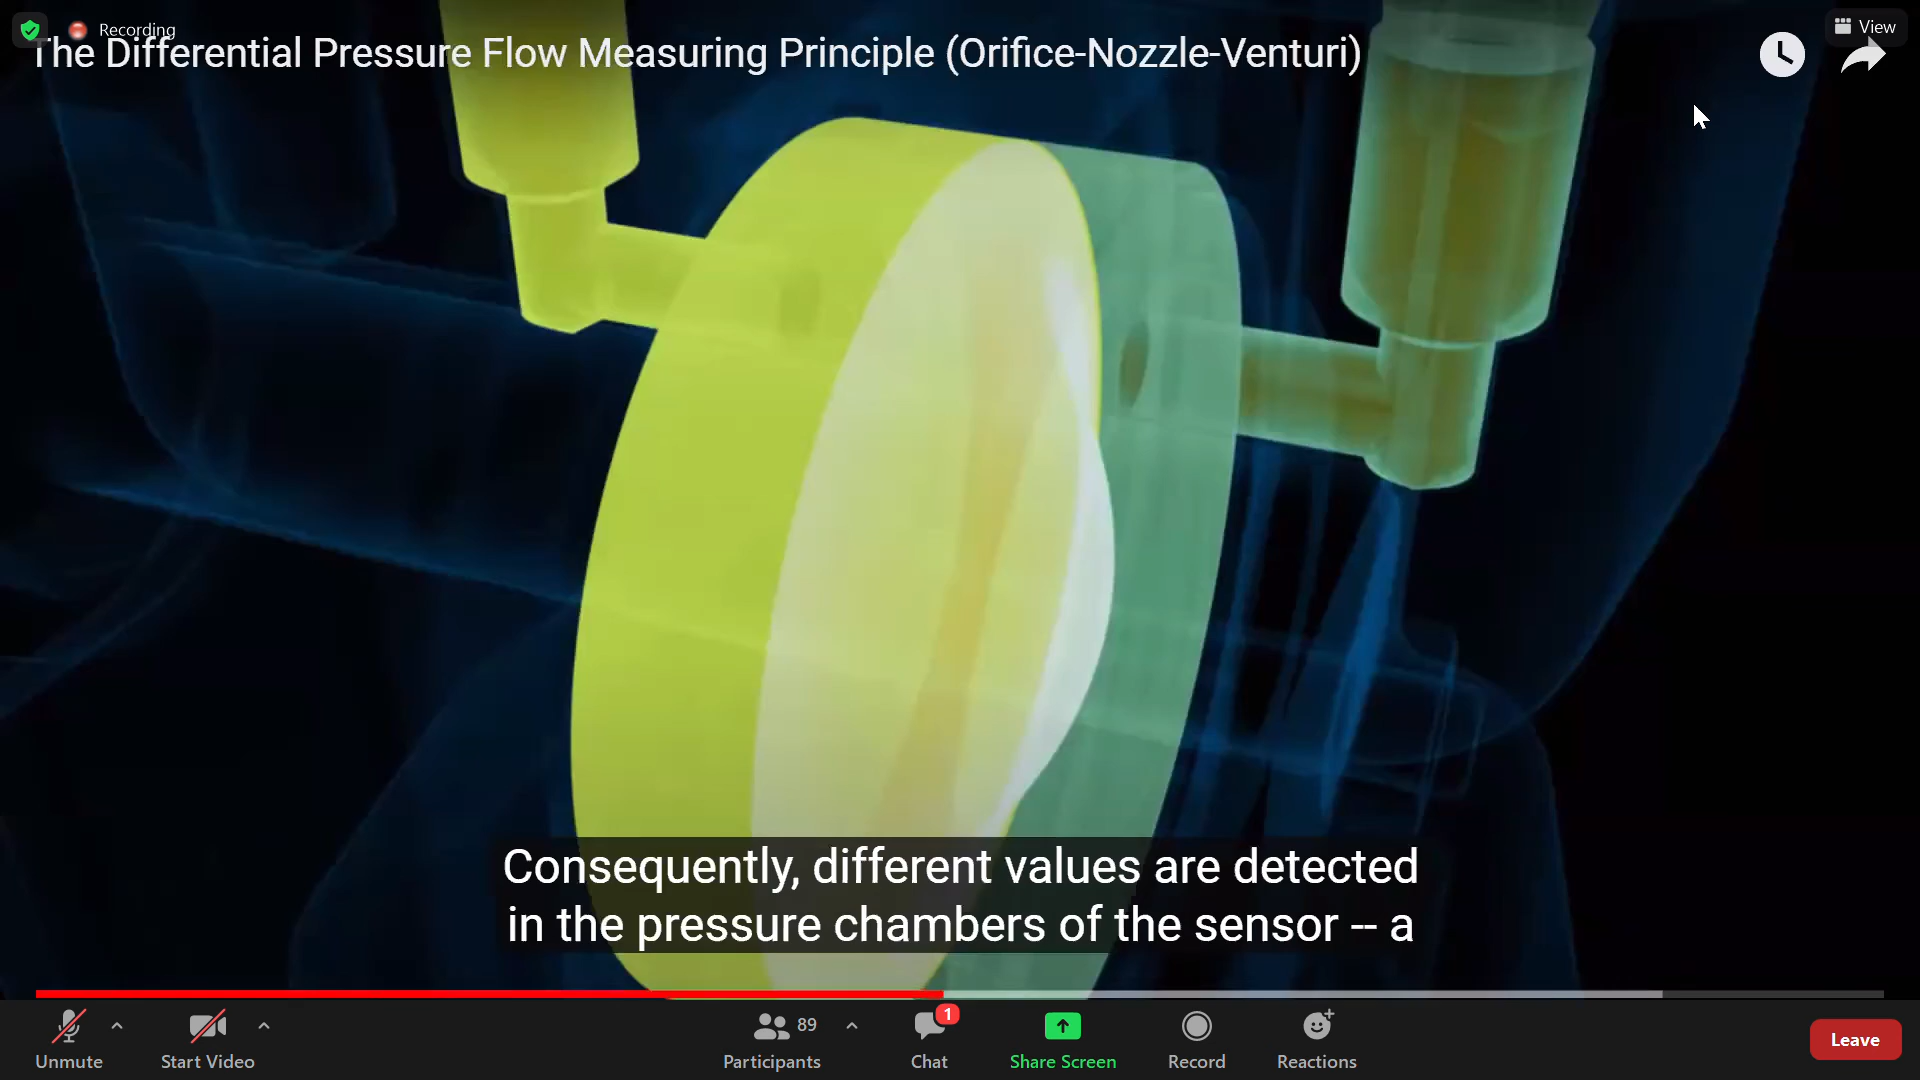 Recording
View
The Differential Pressure Flow Measuring Principle (Orifice-Nozzle-Venturi)
Consequently, different values are detected
in the pressure chambers of the sensor -- a
89
1
Unmute
Start Video
Participants
Chat
Share Screen
Record
Reactions
Leave